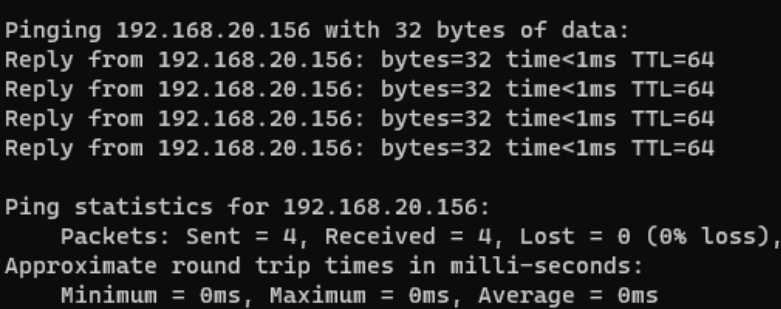 Pinging 192.168.20.156 with 32 bytes of data:
Reply from 192.168.20.156: bytes=32 time<1ms TTL=64
Reply from 192.168.20.156: bytes=32 time<1ms TTL=64
Reply from 192.168.20.156: bytes=32 time<1ms TTL=64
Reply from 192.168.20.156: bytes=32 time<1ms TTL=64

Ping statistics for 192.168.20.156:
    Packets: Sent = 4, Received = 4, Lost = 0 (0% loss),
Approximate round trip times in milli-seconds:
    Minimum = 0ms, Maximum = 0ms, Average = 0ms